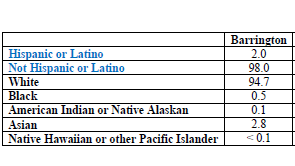 Barrington
Hispanic or Latino 2.0
Not Hispanic or Latino 98.0
White 94.7
Black 0.5
American Indian or Native Alaskan 0.1
Asian 2.8
Native Hawaiian or other Pacific Islander < 0.1